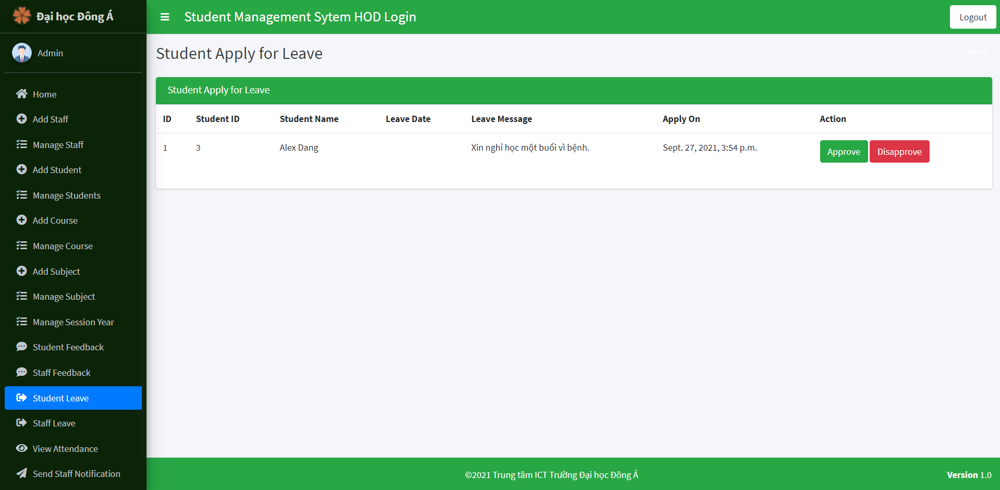 Đại học Đông Á
Student Management Sytem HOD Login
Logout
Admin
Student Apply for Leave
Home
Home
Add Staff
Manage Staff
Add Student
Manage Students
Add Course
Manage Course
Add Subject
Manage Subject
Manage Session Year
Student Feedback
Staff Feedback
Student Leave
Staff Leave
View Attendance
Send Staff Notification
Student Apply for Leave
ID Student ID Student Name Leave Date Leave Message Apply On Action
1 3 Alex Dang Xin nghỉ học một buổi vì bệnh. Sept. 27, 2021, 3:54 p.m. Approve Disapprove
©2021 Trung tâm ICT Trường Đại học Đông Á
Version 1.0